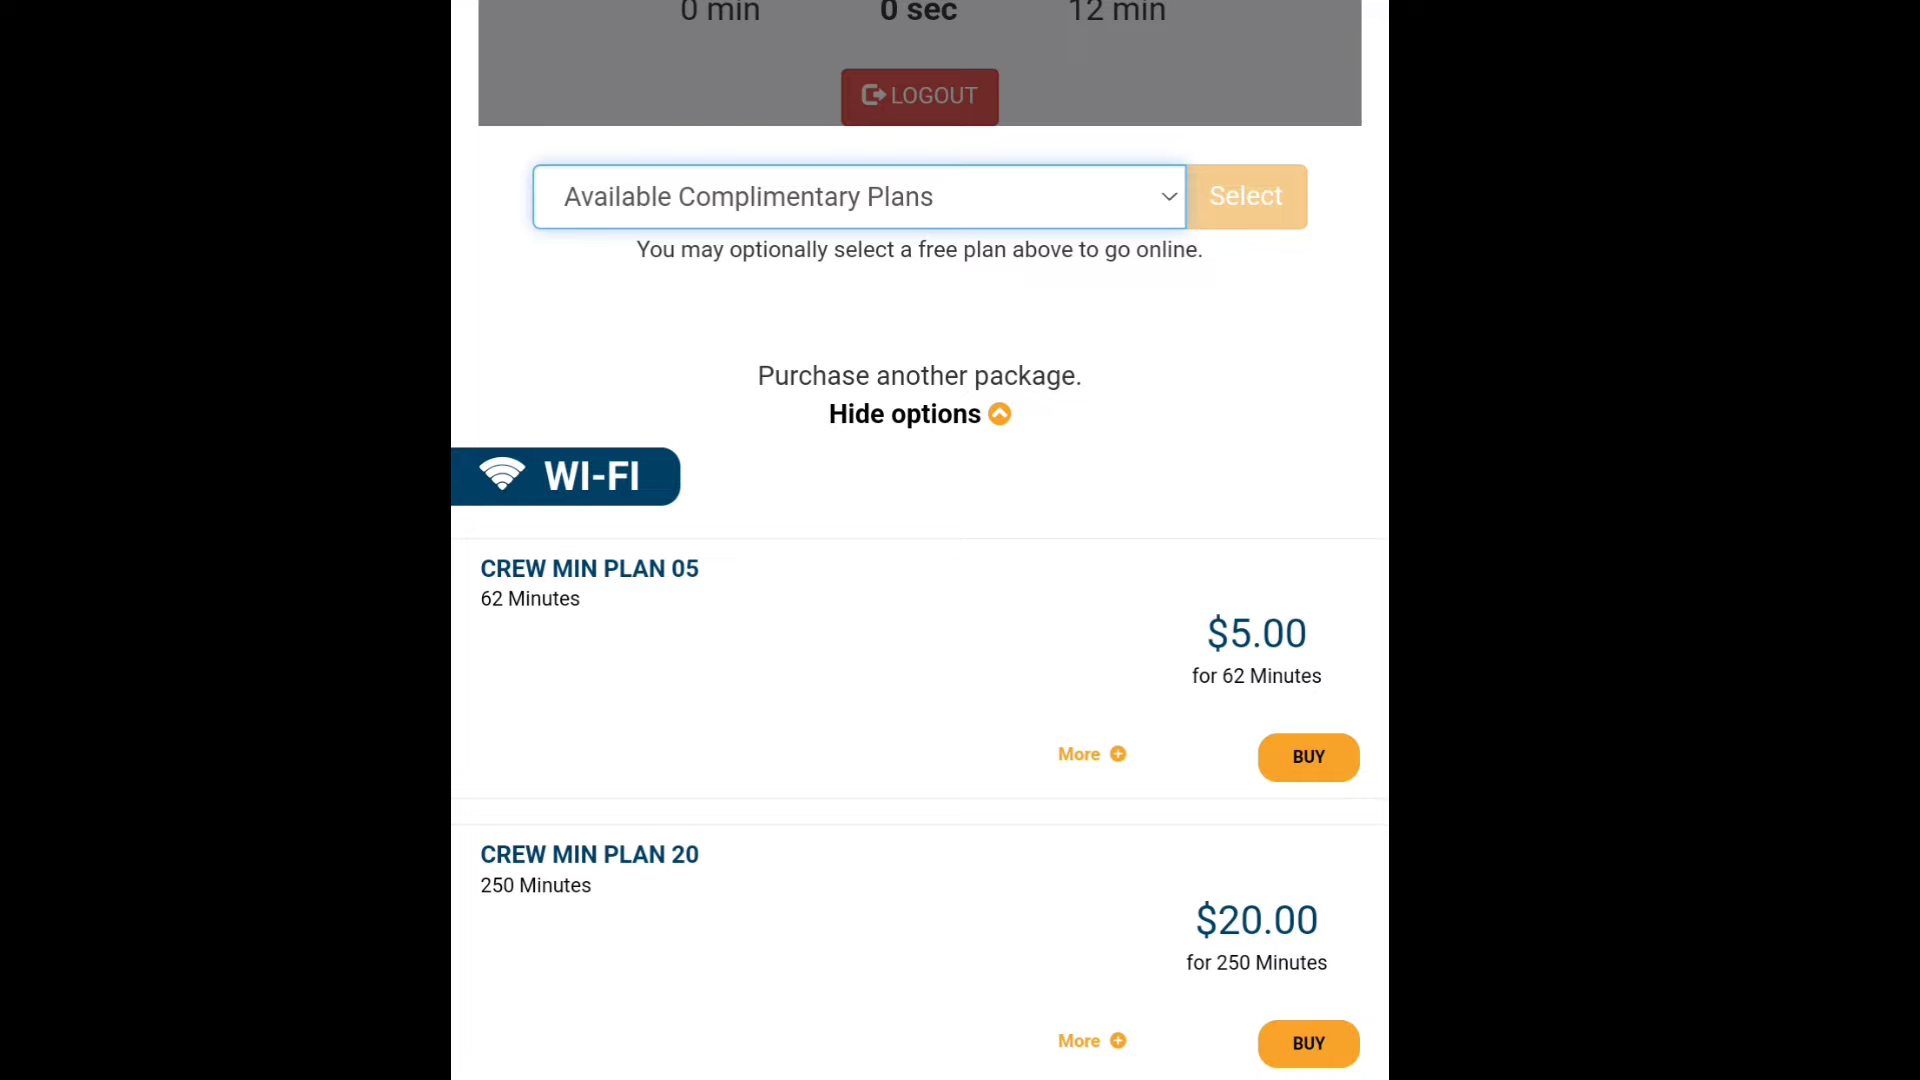 0 min 0 sec 12 min
LOGOUT
Available Complimentary Plans Select
You may optionally select a free plan above to go online.
Purchase another package.
Hide options
WI-FI
CREW MIN PLAN 05
62 Minutes
$5.00
for 62 Minutes
More BUY
CREW MIN PLAN 20
250 Minutes
$20.00
for 250 Minutes
More BUY